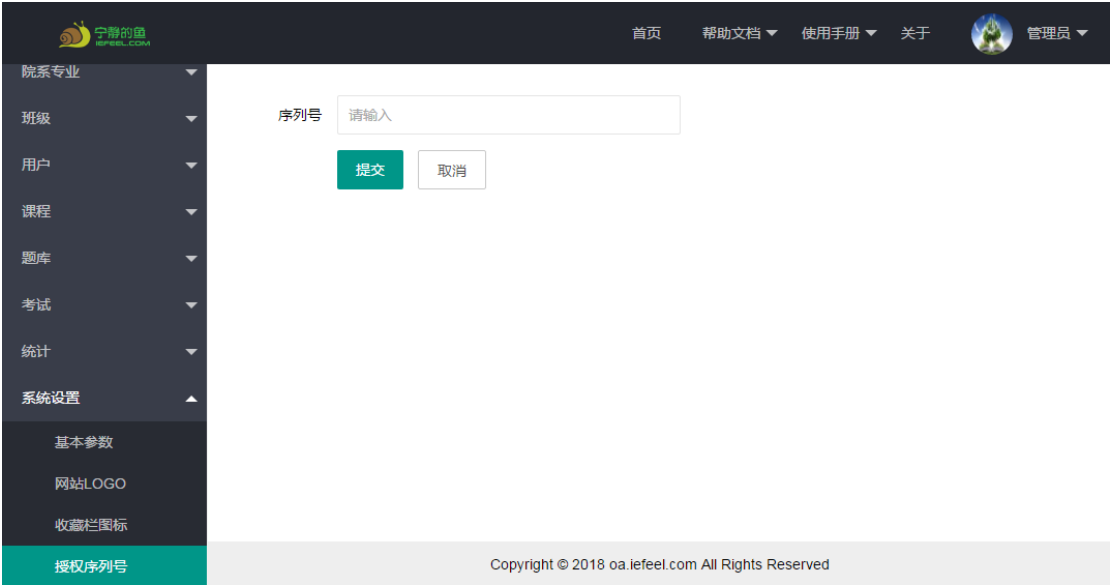 宁静的鱼
IEFEEL.COM
首页 帮助文档 使用手册 关于 管理员
院系专业
班级
用户
课程
题库
考试
统计
系统设置
基本参数
网站LOGO
收藏栏图标
授权序列号
序列号 请输入
提交 取消
Copyright © 2018 oa.iefeel.com All Rights Reserved